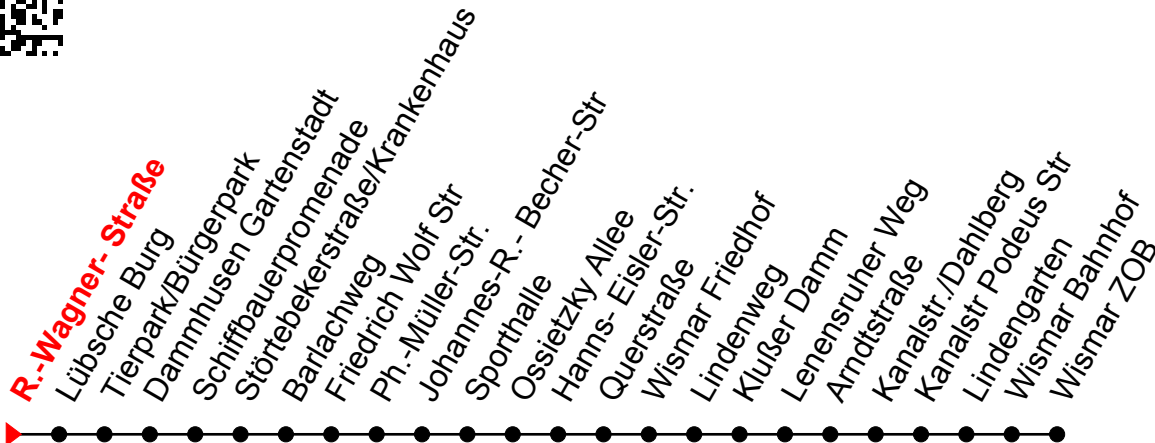 R.-Wagner- Straße
Lübsche Burg
Tierpark/Bürgerpark
Dammhusen Gartenstadt
Schiffbauerpromenade
Störtebekerstraße/Krankenhaus
Barlachweg
Friedrich Wolf Str
Ph.-Müller-Str.
Johannes-R.- Becher-Str
Sporthalle
Ossietzky Allee
Hanns- Eisler-Str.
Querstraße
Wismar Friedhof
Lindenweg
Klußer Damm
Lenensruher Weg
Arndtstraße
Kanalstr./Dahlberg
Kanalstr Podeus Str
Lindengarten
Wismar Bahnhof
Wismar ZOB